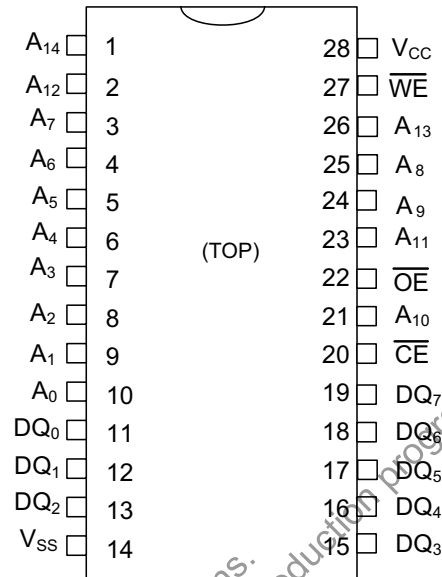 A14 1 28 VCC
A12 2 27 WE
A7 3 26 A13
A6 4 25 A8
A5 5 24 A9
A4 6 23 A11
(TOP)
A3 7 22 OE
A2 8 21 A10
A1 9 20 CE
A0 10 19 DQ7
DQ0 11 18 DQ6
DQ1 12 17 DQ5
DQ2 13 16 DQ4
VSS 14 15 DQ3
ns.
oduction progra